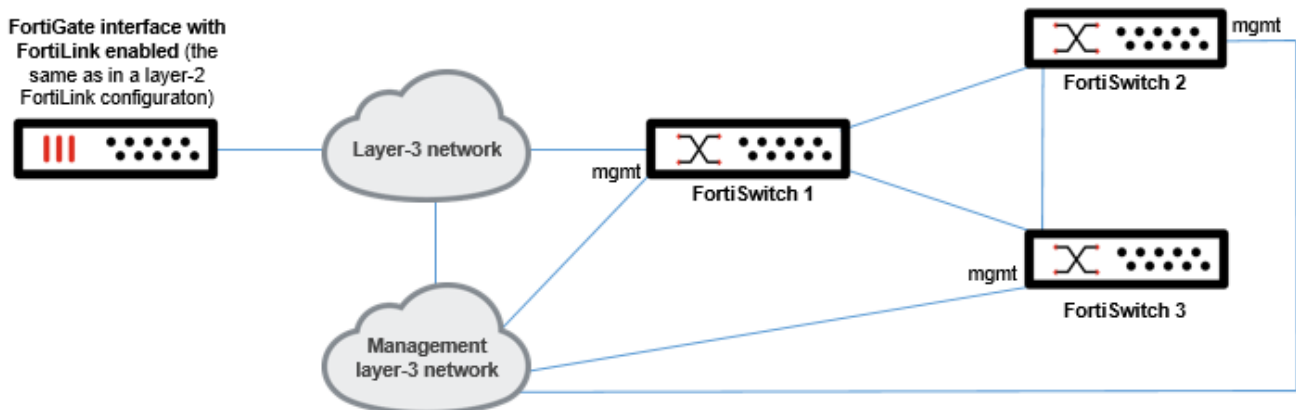 FortiGate interface with
FortiLink enabled (the
same as in a layer-2
FortiLink configuraton)
Layer-3 network
mgmt
FortiSwitch 1
mgmt
FortiSwitch 2
mgmt
FortiSwitch 3
Management
layer-3 network